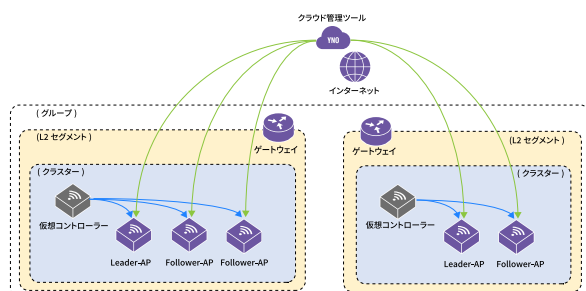 クラウド管理ツール
YNO
インターネット
( グループ )
(L2 セグメント )
ゲートウェイ
( クラスター )
仮想コントローラー
Leader-AP
Follower-AP
Follower-AP
ゲートウェイ
(L2 セグメント )
( クラスター )
仮想コントローラー
Leader-AP
Follower-AP